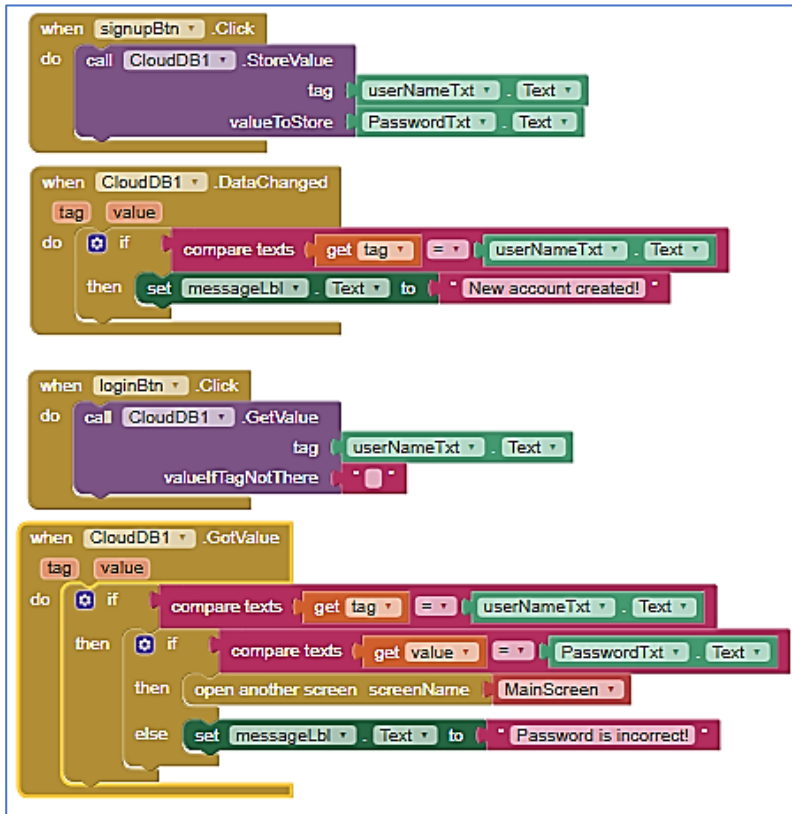 when signupBtn .Click
do call CloudDB1 .StoreValue
tag userNameTxt . Text
valueToStore PasswordTxt . Text
when CloudDB1 .DataChanged
tag value
do if compare texts get tag = userNameTxt . Text
then set messageLbl . Text to " New account created! "
when loginBtn .Click
do call CloudDB1 .GetValue
tag userNameTxt . Text
valueIfTagNotThere " "
when CloudDB1 .GotValue
tag value
do if compare texts get tag = userNameTxt . Text
then if compare texts get value = PasswordTxt . Text
then open another screen screenName MainScreen
else set messageLbl . Text to " Password is incorrect! "